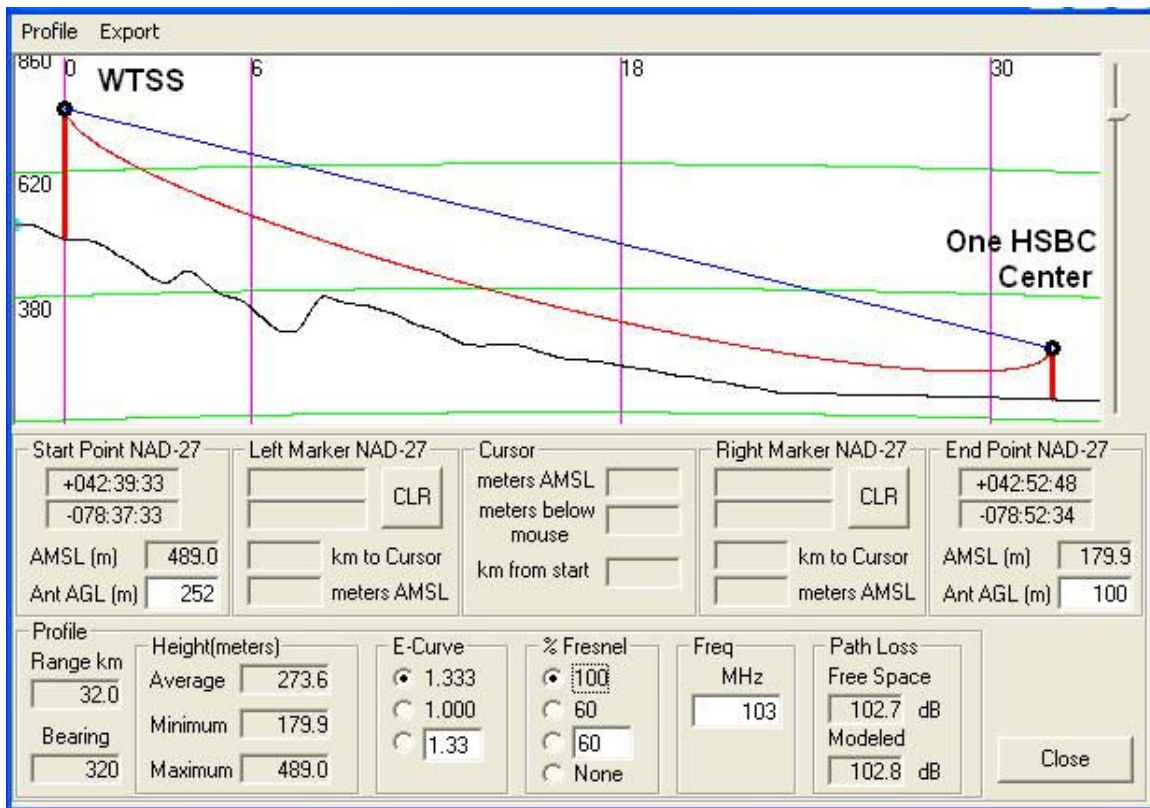 Profile Export
860 0 6 18 30
WTSS
620
One HSBC
Center
380
Start Point NAD-27
+042:39:33
-078:37:33
AMSL (m) 489.0
Ant AGL (m) 252
Left Marker NAD-27
CLR
km to Cursor
meters AMSL
Cursor
meters AMSL
meters below
mouse
km from start
Right Marker NAD-27
CLR
km to Cursor
meters AMSL
End Point NAD-27
+042:52:48
-078:52:34
AMSL (m) 179.9
Ant AGL (m) 100
Profile
Range km
32.0
Bearing
320
Height(meters)
Average 273.6
Minimum 179.9
Maximum 489.0
E-Curve
1.333
1.000
1.33
% Fresnel
100
60
60
None
Freq
MHz
103
Path Loss
Free Space
102.7 dB
Modeled
102.8 dB
Close